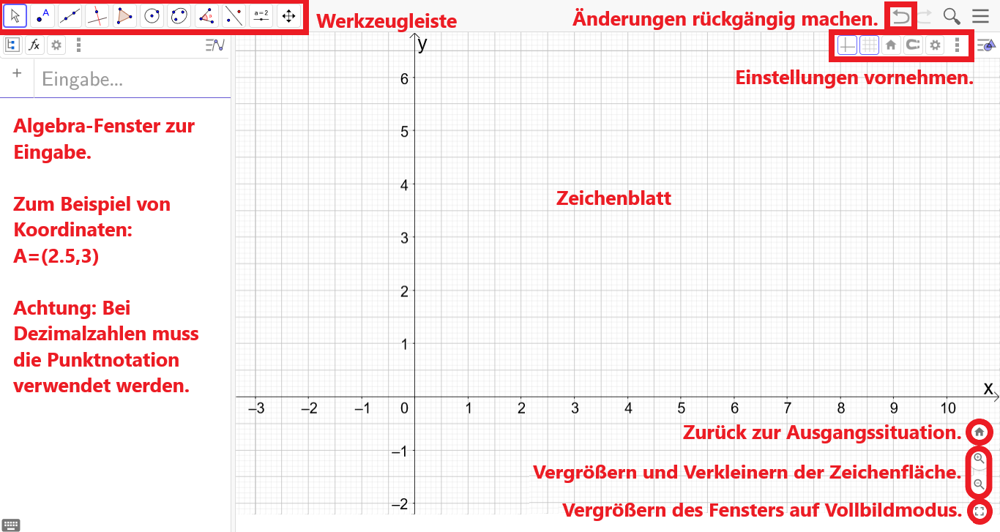 A
a=2
Werkzeugleiste
Änderungen rückgängig machen.
fx
Einstellungen vornehmen.
+
Eingabe...
Algebra-Fenster zur
Eingabe.
Zum Beispiel von
Koordinaten:
A=(2.5,3)
Achtung: Bei
Dezimalzahlen muss
die Punktnotation
verwendet werden.
y
6
5
4
3
2
1
Zeichenblatt
x
–3 –2 –1 0 1 2 3 4 5 6 7 8 9 10
–1
–2
Zurück zur Ausgangssituation.
Vergrößern und Verkleinern der Zeichenfläche.
Vergrößern des Fensters auf Vollbildmodus.